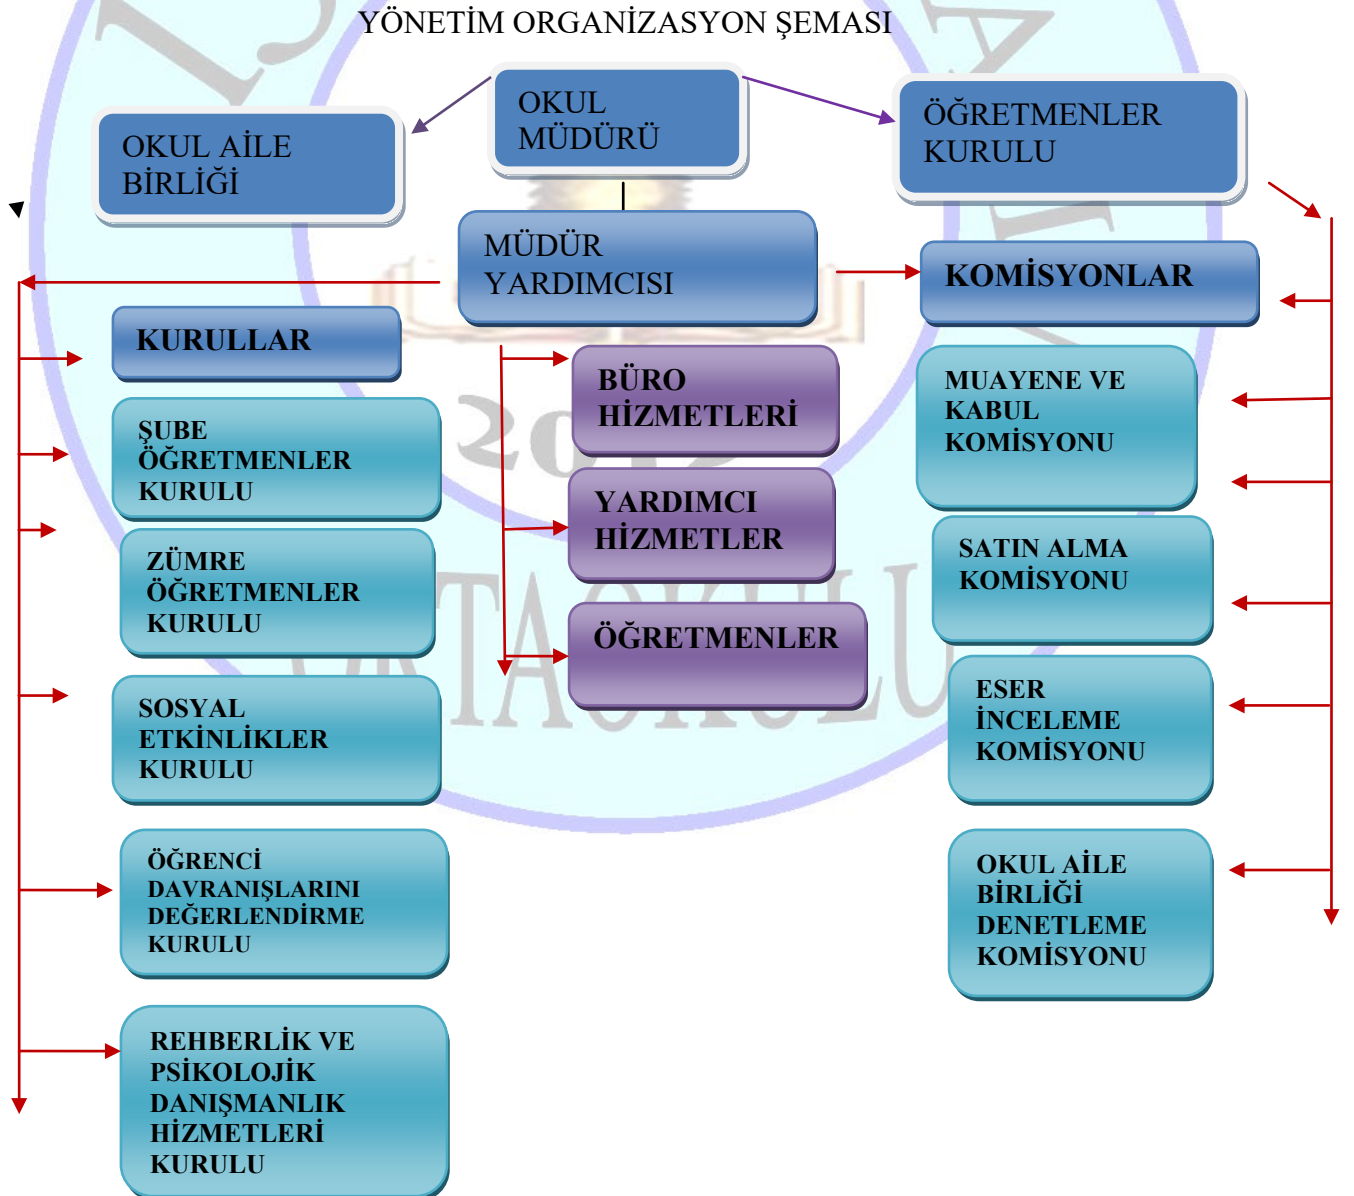 YÖNETİM ORGANİZASYON ŞEMASI
OKUL AİLE
BİRLİĞİ
OKUL
MÜDÜRÜ
ÖĞRETMENLER
KURULU
MÜDÜR
YARDIMCISI
KOMİSYONLAR
KURULLAR
ŞUBE
ÖĞRETMENLER
KURULU
ZÜMRE
ÖĞRETMENLER
KURULU
SOSYAL
ETKİNLİKLER
KURULU
ÖĞRENCİ
DAVRANIŞLARINI
DEĞERLENDİRME
KURULU
REHBERLİK VE
PSİKOLOJİK
DANIŞMANLIK
HİZMETLERİ
KURULU
BÜRO
HİZMETLERİ
YARDIMCI
HİZMETLER
ÖĞRETMENLER
MUAYENE VE
KABUL
KOMİSYONU
SATIN ALMA
KOMİSYONU
ESER
İNCELEME
KOMİSYONU
OKUL AİLE
BİRLİĞİ
DENETLEME
KOMİSYONU
ORTAOKULU